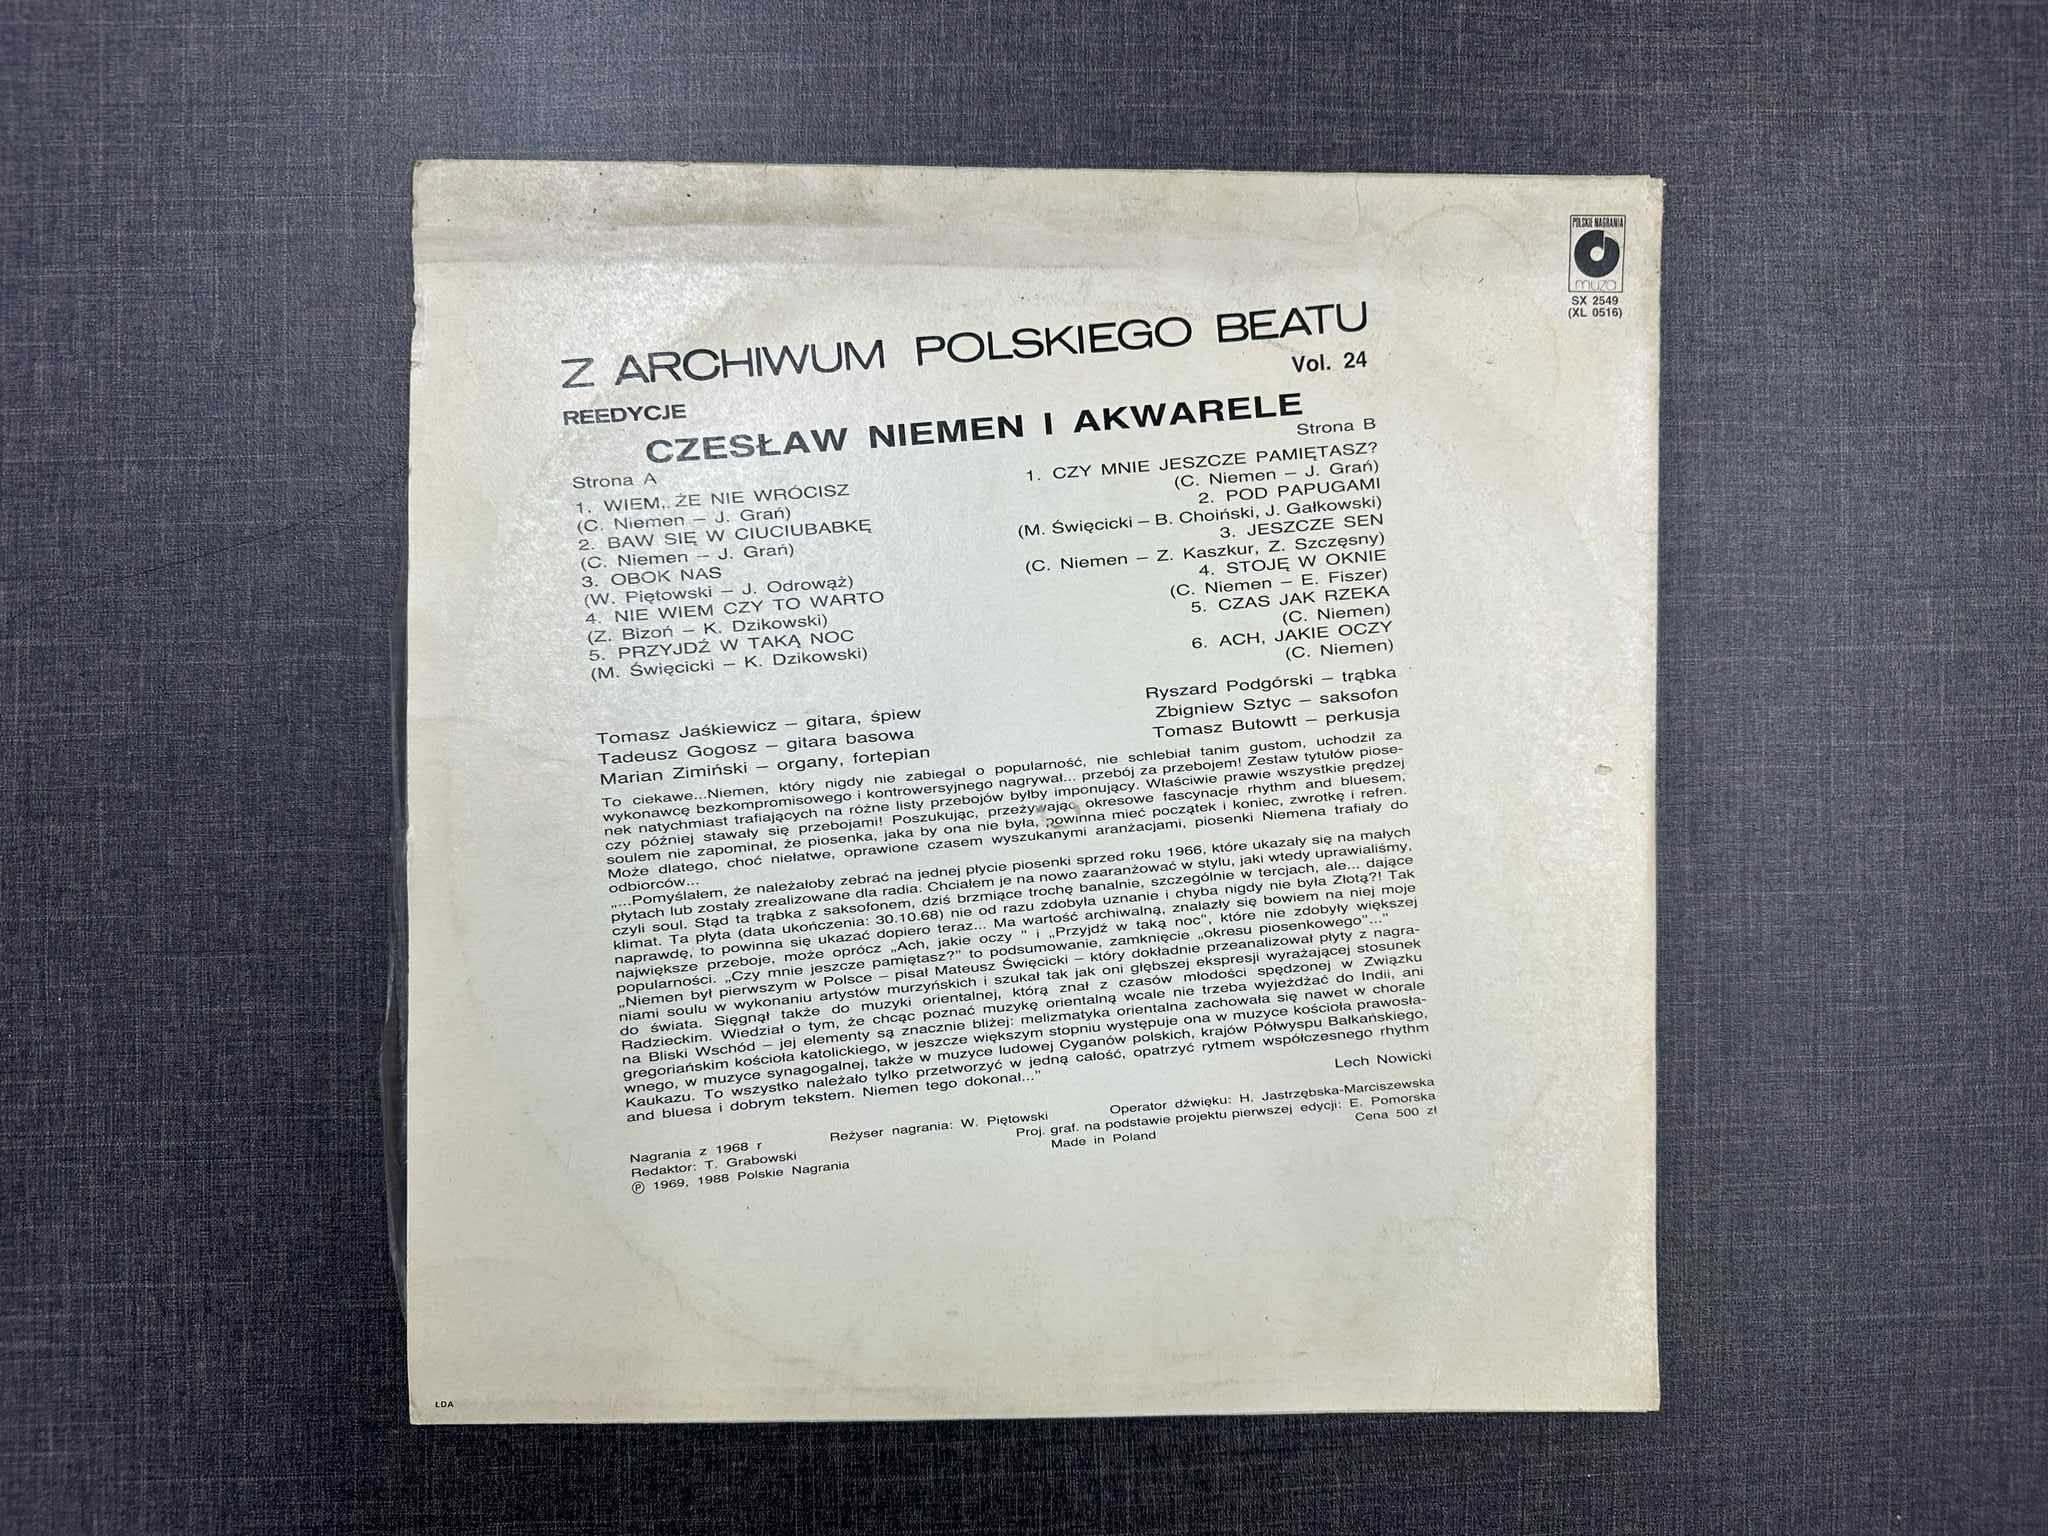 POLSKIE NAGRANIA
muza
SX 2549
(XL 0516)
Z ARCHIWUM POLSKIEGO BEATU
Vol. 24
REEDYCJE
CZESŁAW NIEMEN I AKWARELE
Strona A
1. WIEM, ŻE NIE WRÓCISZ
(C. Niemen – J. Grań)
2. BAW SIĘ W CIUCIUBABKĘ
(C. Niemen – J. Grań)
3. OBOK NAS
(W. Piętowski – J. Odrowąż)
4. NIE WIEM CZY TO WARTO
(Z. Bizoń – K. Dzikowski)
5. PRZYJDŹ W TAKĄ NOC
(M. Święcicki – K. Dzikowski)
Strona B
1. CZY MNIE JESZCZE PAMIĘTASZ?
(C. Niemen – J. Grań)
2. POD PAPUGAMI
(M. Święcicki – B. Choiński, J. Gałkowski)
3. JESZCZE SEN
(C. Niemen – Z. Kaszkur, Z. Szczęsny)
4. STOJĘ W OKNIE
(C. Niemen – E. Fiszer)
5. CZAS JAK RZEKA
(C. Niemen)
6. ACH, JAKIE OCZY
(C. Niemen)
Tomasz Jaśkiewicz – gitara, śpiew
Tadeusz Gogosz – gitara basowa
Marian Zimiński – organy, fortepian
Ryszard Podgórski – trąbka
Zbigniew Sztyc – saksofon
Tomasz Butowtt – perkusja
To ciekawe...Niemen, który nigdy nie zabiegał o popularność, nie schlebiał tanim gustom, uchodził za
wykonawcę bezkompromisowego i kontrowersyjnego nagrywał... przebój za przebojem! Zestaw tytułów piose-
nek natychmiast trafiających na różne listy przebojów byłby imponujący. Właściwie prawie wszystkie prędzej
czy później stawały się przebojami! Poszukując, przeżywając okresowe fascynacje rhythm and bluesem,
soulem nie zapominał, że piosenka, jaka by ona nie była, powinna mieć początek i koniec, zwrotkę i refren.
Może dlatego, choć niełatwe, oprawione czasem wyszukanymi aranżacjami, piosenki Niemena trafiały do
odbiorców...
„...Pomyślałem, że należałoby zebrać na jednej płycie piosenki sprzed roku 1966, które ukazały się na małych
płytach lub zostały zrealizowane dla radia. Chciałem je na nowo zaaranżować w stylu, jaki wtedy uprawialiśmy,
czyli soul. Stąd ta trąbka z saksofonem, dziś brzmiące trochę banalnie, szczególnie w tercjach, ale... dające
klimat. Ta płyta (data ukończenia: 30.10.68) nie od razu zdobyła uznanie i chyba nigdy nie była Złotą?! Tak
naprawdę, to powinna się ukazać dopiero teraz... Ma wartość archiwalną, znalazły się bowiem na niej moje
największe przeboje, może oprócz „Ach, jakie oczy " i „Przyjdź w taką noc", które nie zdobyły większej
popularności. „Czy mnie jeszcze pamiętasz?" to podsumowanie, zamknięcie „okresu piosenkowego"..."
„Niemen był pierwszym w Polsce – pisał Mateusz Święcicki – który dokładnie przeanalizował płyty z nagra-
niami soulu w wykonaniu artystów murzyńskich i szukał tak jak oni głębszej ekspresji wyrażającej stosunek
do świata. Sięgnął także do muzyki orientalnej, którą znał z czasów młodości spędzonej w Związku
Radzieckim. Wiedział o tym, że chcąc poznać muzykę orientalną wcale nie trzeba wyjeżdżać do Indii, ani
na Bliski Wschód – jej elementy są znacznie bliżej: melizmatyka orientalna zachowała się nawet w chorale
gregoriańskim kościoła katolickiego, w jeszcze większym stopniu występuje ona w muzyce kościoła prawosła-
wnego, w muzyce synagogalnej, także w muzyce ludowej Cyganów polskich, krajów Półwyspu Bałkańskiego,
Kaukazu. To wszystko należało tylko przetworzyć w jedną całość, opatrzyć rytmem współczesnego rhythm
and bluesa i dobrym tekstem. Niemen tego dokonał..."
Lech Nowicki
Nagrania z 1968 r
Reżyser nagrania: W. Piętowski
Operator dźwięku: H. Jastrzębska-Marciszewska
Redaktor: T. Grabowski
Proj. graf. na podstawie projektu pierwszej edycji: E. Pomorska
℗ 1969, 1988 Polskie Nagrania
Made in Poland
Cena 500 zł
ŁDA